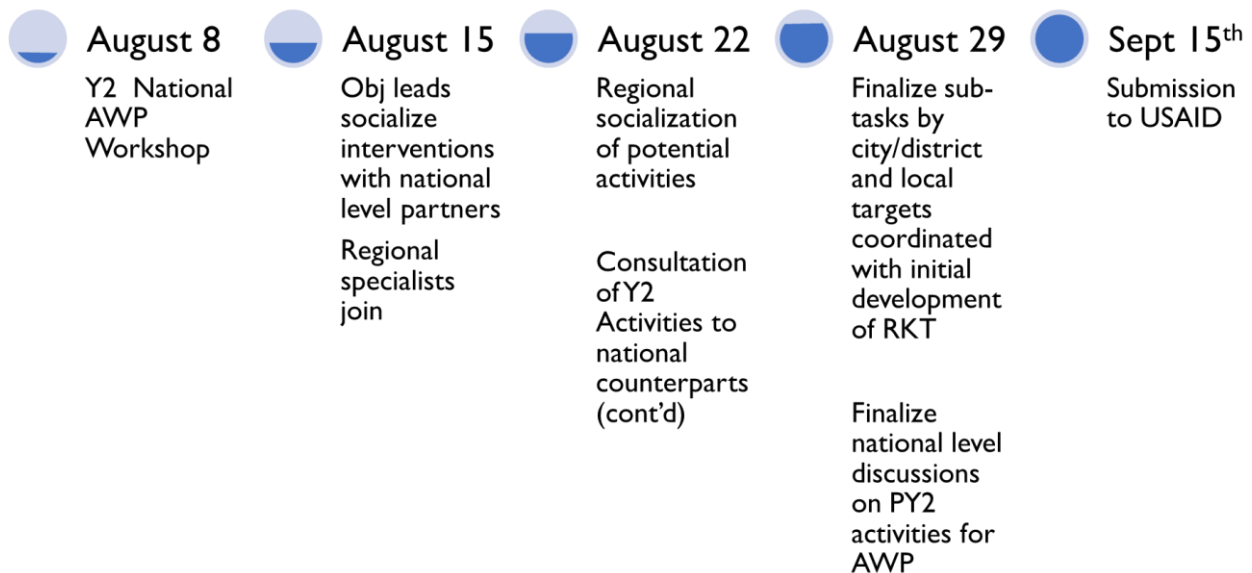 August 8
Y2 National
AWP
Workshop
August 15
Obj leads
socialize
interventions
with national
level partners
Regional
specialists
join
August 22
Regional
socialization
of potential
activities
Consultation
of Y2
Activities to
national
counterparts
(cont’d)
August 29
Finalize sub-
tasks by
city/district
and local
targets
coordinated
with initial
development
of RKT
Finalize
national level
discussions
on PY2
activities for
AWP
Sept 15th
Submission
to USAID